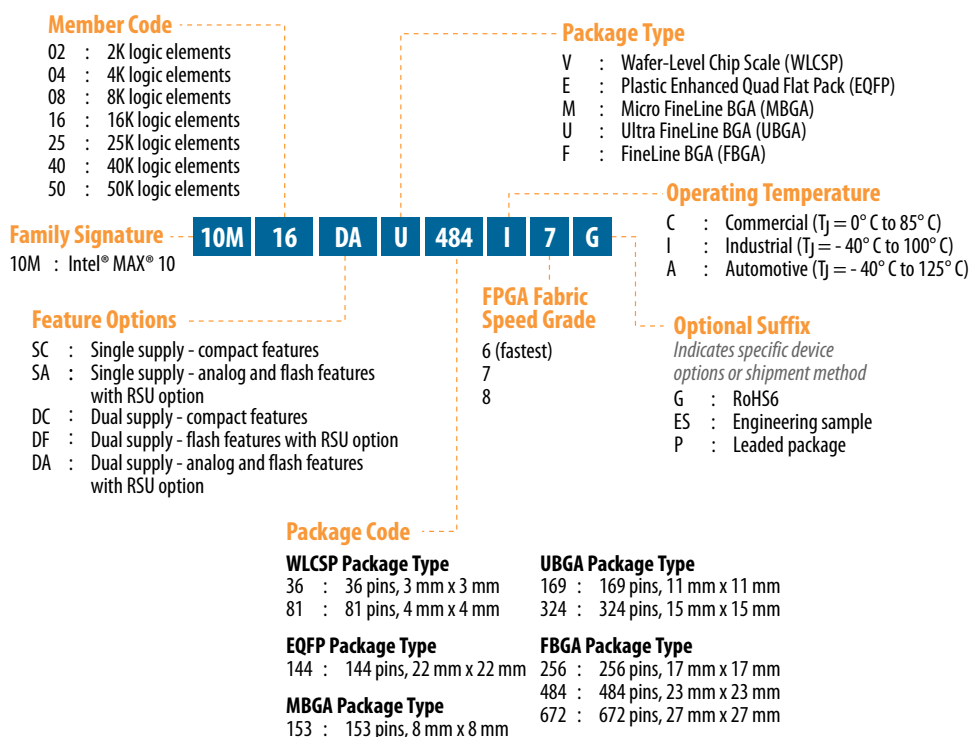 Member Code
02 : 2K logic elements
04 : 4K logic elements
08 : 8K logic elements
16 : 16K logic elements
25 : 25K logic elements
40 : 40K logic elements
50 : 50K logic elements
Package Type
V : Wafer-Level Chip Scale (WLCSP)
E : Plastic Enhanced Quad Flat Pack (EQFP)
M : Micro FineLine BGA (MBGA)
U : Ultra FineLine BGA (UBGA)
F : FineLine BGA (FBGA)
Operating Temperature
C : Commercial (TJ = 0° C to 85° C)
I : Industrial (TJ = - 40° C to 100° C)
A : Automotive (TJ = - 40° C to 125° C)
Family Signature
10M : Intel® MAX® 10
10M 16 DA U 484 I 7 G
Feature Options
SC : Single supply - compact features
SA : Single supply - analog and flash features
with RSU option
DC : Dual supply - compact features
DF : Dual supply - flash features with RSU option
DA : Dual supply - analog and flash features
with RSU option
FPGA Fabric
Speed Grade
6 (fastest)
7
8
Optional Suffix
Indicates specific device
options or shipment method
G : RoHS6
ES : Engineering sample
P : Leaded package
Package Code
WLCSP Package Type
36 : 36 pins, 3 mm x 3 mm
81 : 81 pins, 4 mm x 4 mm
EQFP Package Type
144 : 144 pins, 22 mm x 22 mm
MBGA Package Type
153 : 153 pins, 8 mm x 8 mm
UBGA Package Type
169 : 169 pins, 11 mm x 11 mm
324 : 324 pins, 15 mm x 15 mm
FBGA Package Type
256 : 256 pins, 17 mm x 17 mm
484 : 484 pins, 23 mm x 23 mm
672 : 672 pins, 27 mm x 27 mm